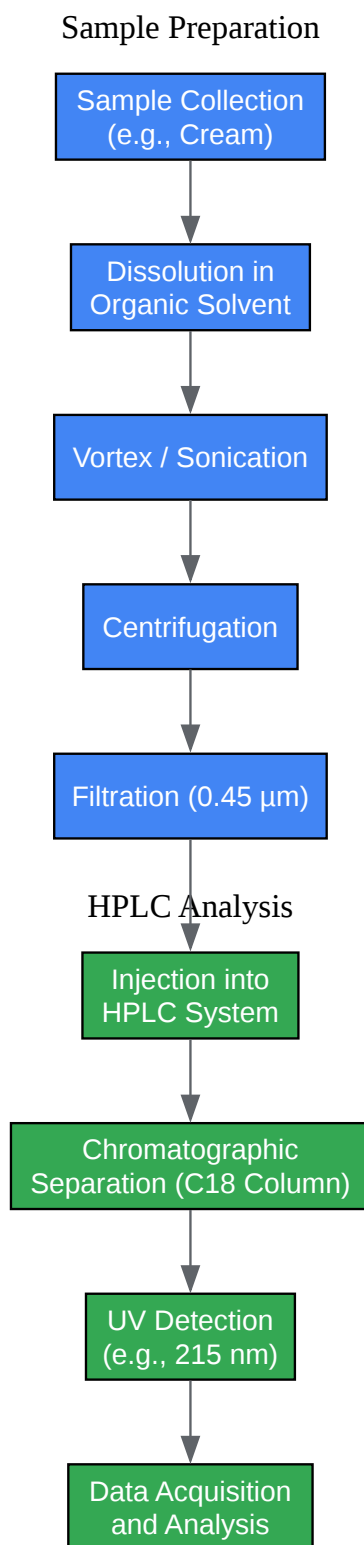 Sample Preparation
Sample Collection
(e.g., Cream)
Dissolution in
Organic Solvent
Vortex / Sonication
Centrifugation
Filtration (0.45 µm)
HPLC Analysis
Injection into
HPLC System
Chromatographic
Separation (C18 Column)
UV Detection
(e.g., 215 nm)
Data Acquisition
and Analysis